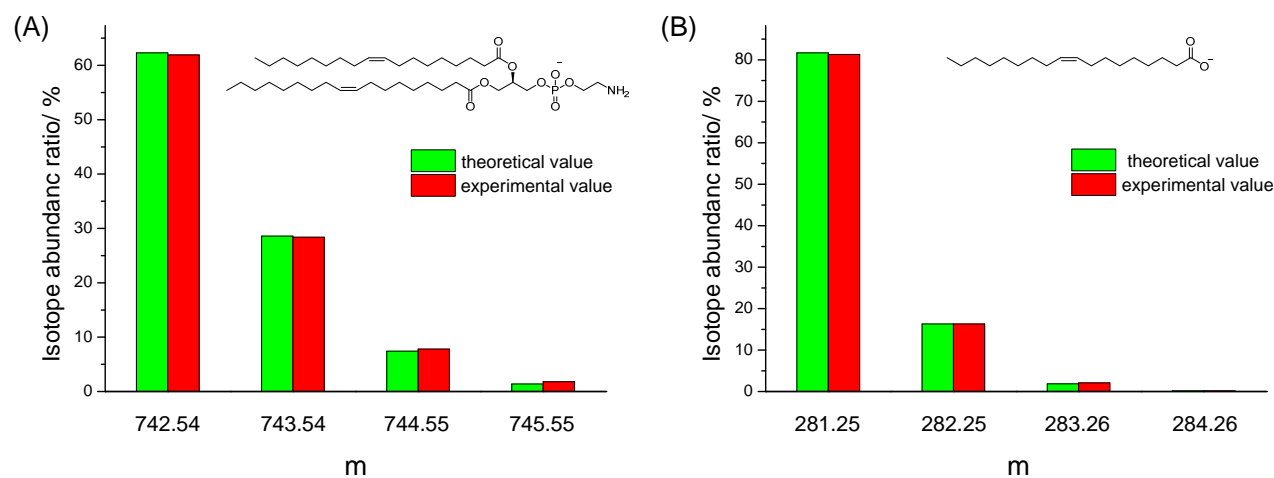 (A)
Isotope abundanc ratio/ %
60
50
40
30
20
10
0
O
O
O
O
O
O⁻
P
O
O
NH₂
theoretical value
experimental value
742.54
743.54
744.55
745.55
m
(B)
Isotope abundanc ratio/ %
80
70
60
50
40
30
20
10
0
O
O⁻
theoretical value
experimental value
281.25
282.25
283.26
284.26
m